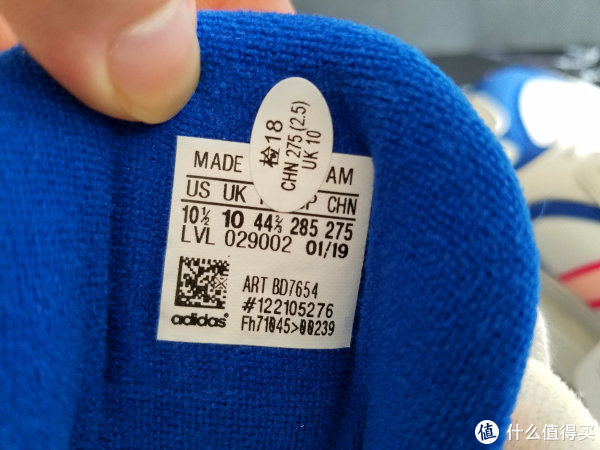 检18
CHN 275 (2.5)
UK 10
MADE AM
US UK P CHN
10½ 10 44⅔ 285 275
LVL 029002 01/19
ART BD7654
#122105276
adidas
Fh71045>00239
值 什么值得买